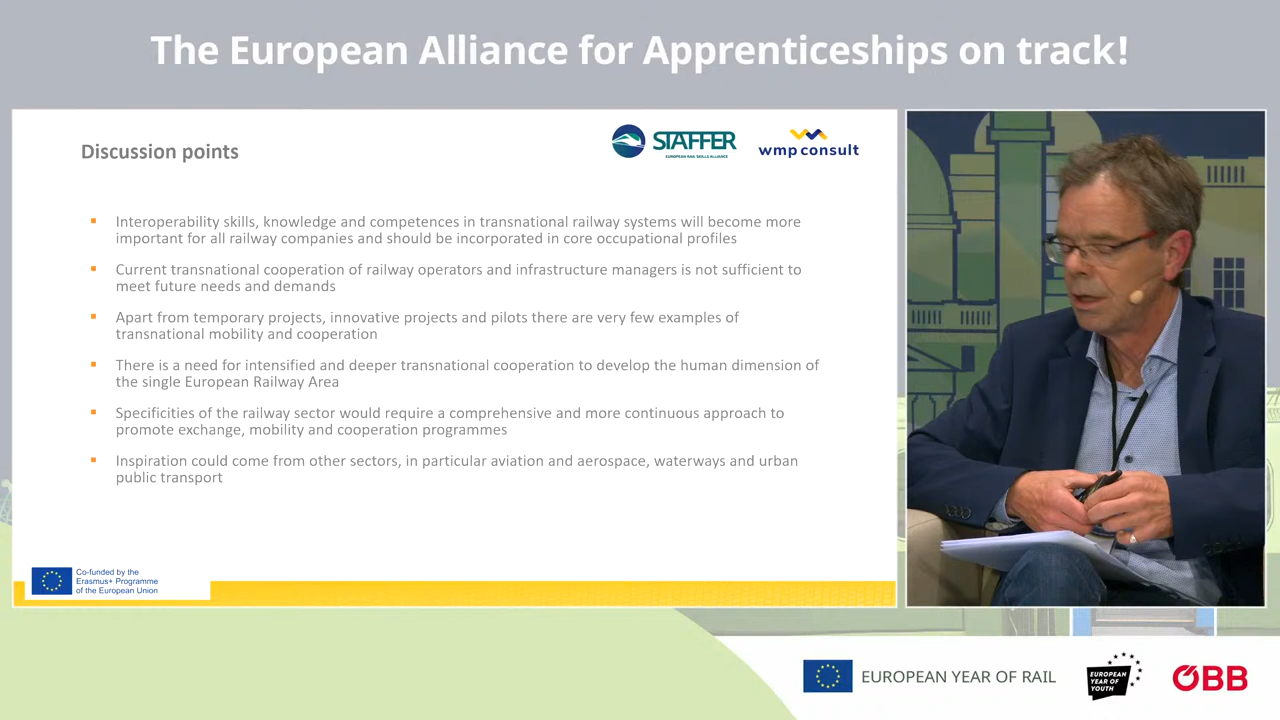 The European Alliance for Apprenticeships on track!
Discussion points
STAFFER
EUROPEAN RAIL SKILLS ALLIANCE
wmp consult
Interoperability skills, knowledge and competences in transnational railway systems will become more
important for all railway companies and should be incorporated in core occupational profiles
Current transnational cooperation of railway operators and infrastructure managers is not sufficient to
meet future needs and demands
Apart from temporary projects, innovative projects and pilots there are very few examples of
transnational mobility and cooperation
There is a need for intensified and deeper transnational cooperation to develop the human dimension of
the single European Railway Area
Specificities of the railway sector would require a comprehensive and more continuous approach to
promote exchange, mobility and cooperation programmes
Inspiration could come from other sectors, in particular aviation and aerospace, waterways and urban
public transport
Co-funded by the
Erasmus+ Programme
of the European Union
EUROPEAN YEAR OF RAIL
EUROPEAN
YEAR OF
YOUTH
ÖBB